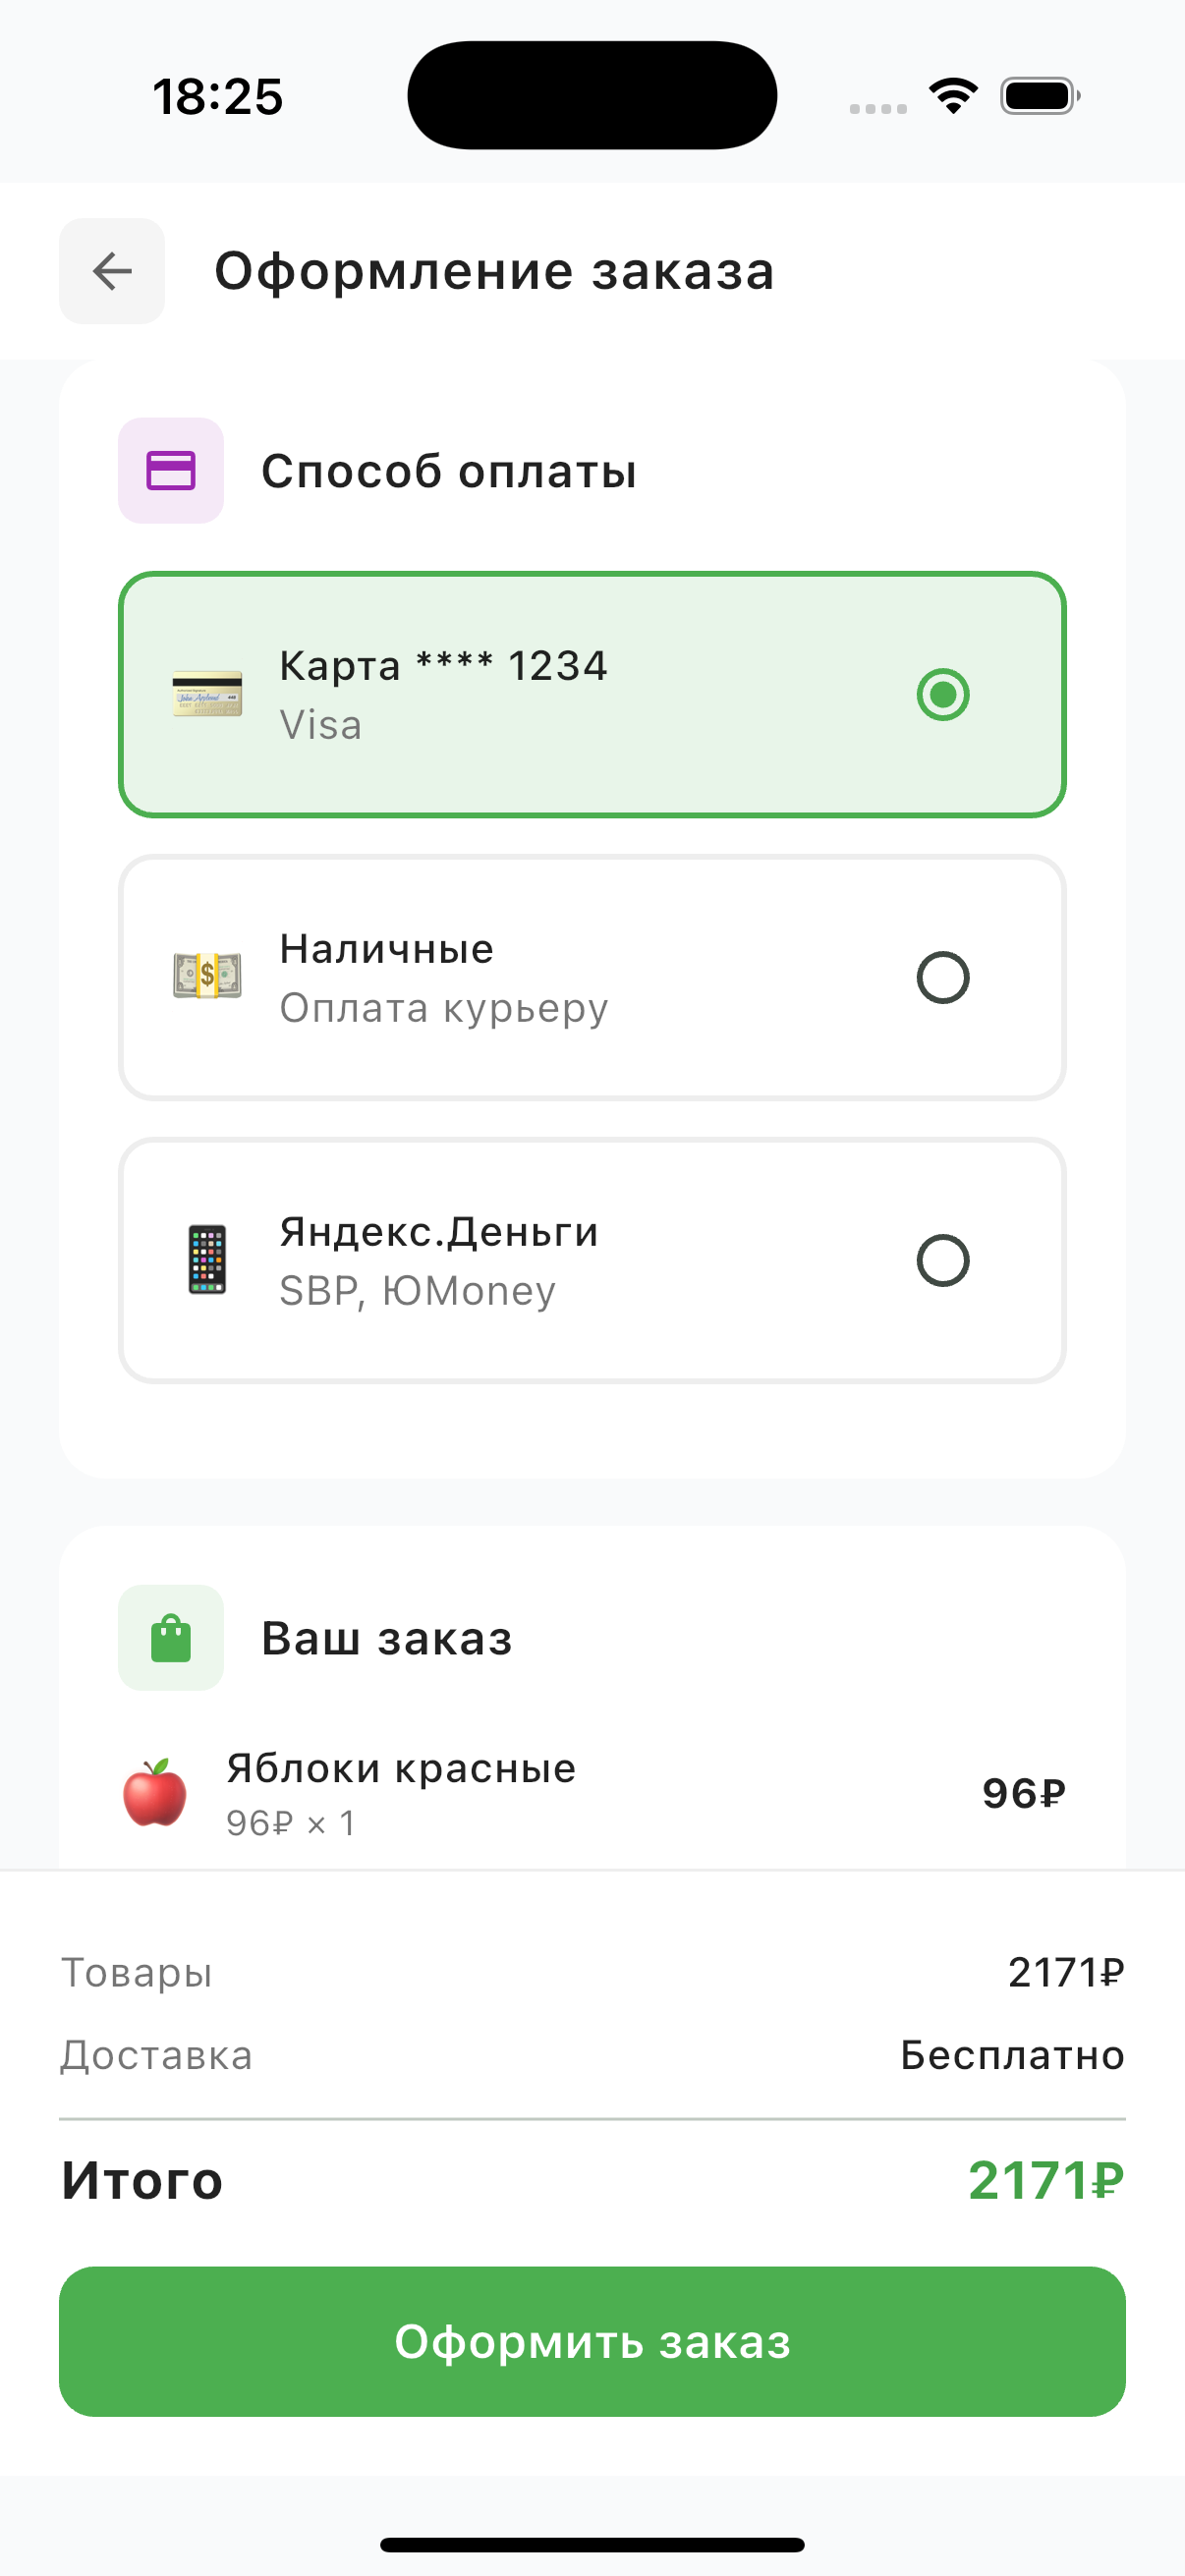 18:25
Оформление заказа
Способ оплаты
Карта **** 1234
Visa
Наличные
Оплата курьеру
Яндекс.Деньги
SBP, ЮMoney
Ваш заказ
Яблоки красные
96₽ × 1
96₽
Товары 2171₽
Доставка Бесплатно
Итого 2171₽
Оформить заказ